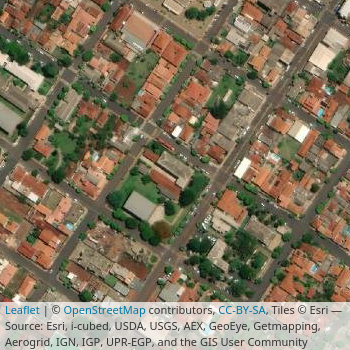 Leaflet | © OpenStreetMap contributors, CC-BY-SA, Tiles © Esri —
Source: Esri, i-cubed, USDA, USGS, AEX, GeoEye, Getmapping,
Aerogrid, IGN, IGP, UPR-EGP, and the GIS User Community